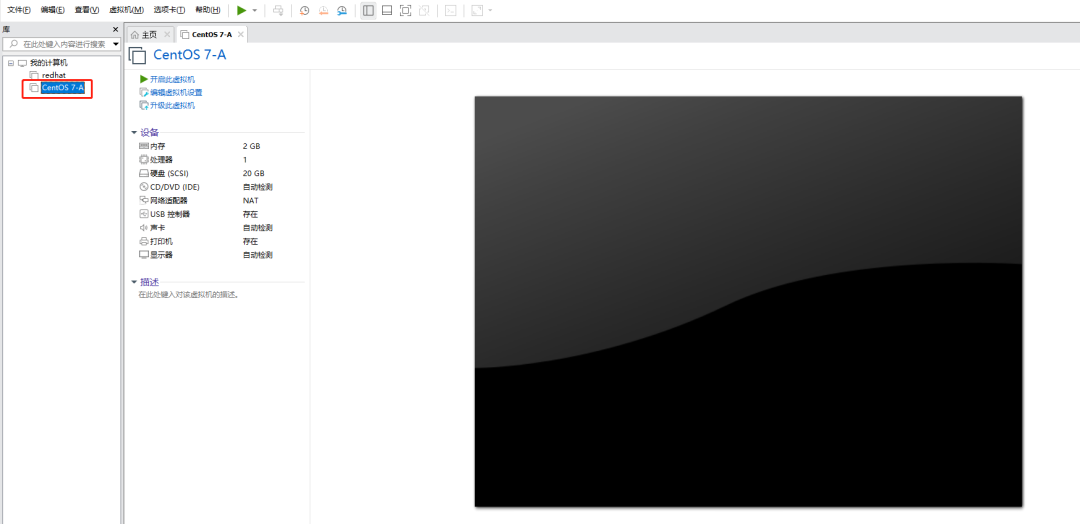 文件(F) 编辑(E) 查看(V) 虚拟机(M) 选项卡(T) 帮助(H)
库
在此处键入内容进行搜索
我的计算机
redhat
CentOS 7-A
主页
CentOS 7-A
CentOS 7-A
开启此虚拟机
编辑虚拟机设置
升级此虚拟机
设备
内存 2 GB
处理器 1
硬盘 (SCSI) 20 GB
CD/DVD (IDE) 自动检测
网络适配器 NAT
USB 控制器 存在
声卡 自动检测
打印机 存在
显示器 自动检测
描述
在此处键入对该虚拟机的描述。